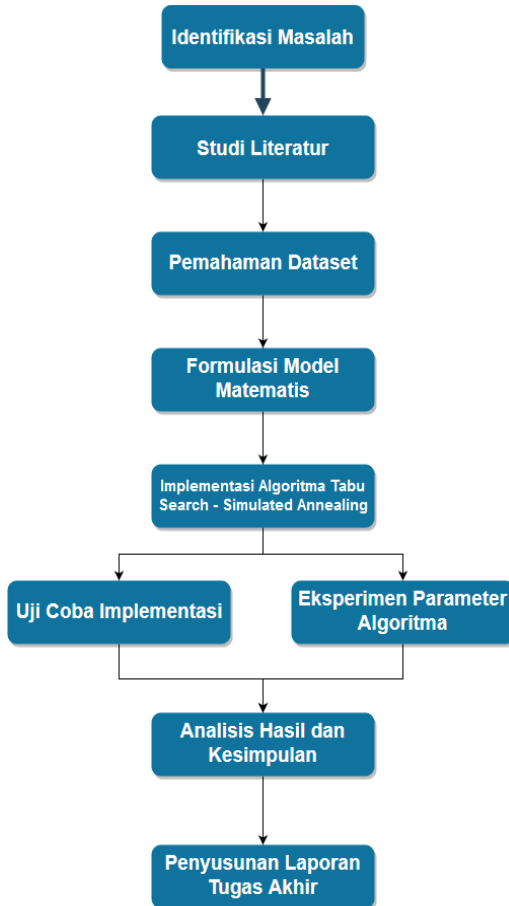 Identifikasi Masalah
Studi Literatur
Pemahaman Dataset
Formulasi Model
Matematis
Implementasi Algoritma Tabu
Search - Simulated Annealing
Uji Coba Implementasi
Eksperimen Parameter
Algoritma
Analisis Hasil dan
Kesimpulan
Penyusunan Laporan
Tugas Akhir